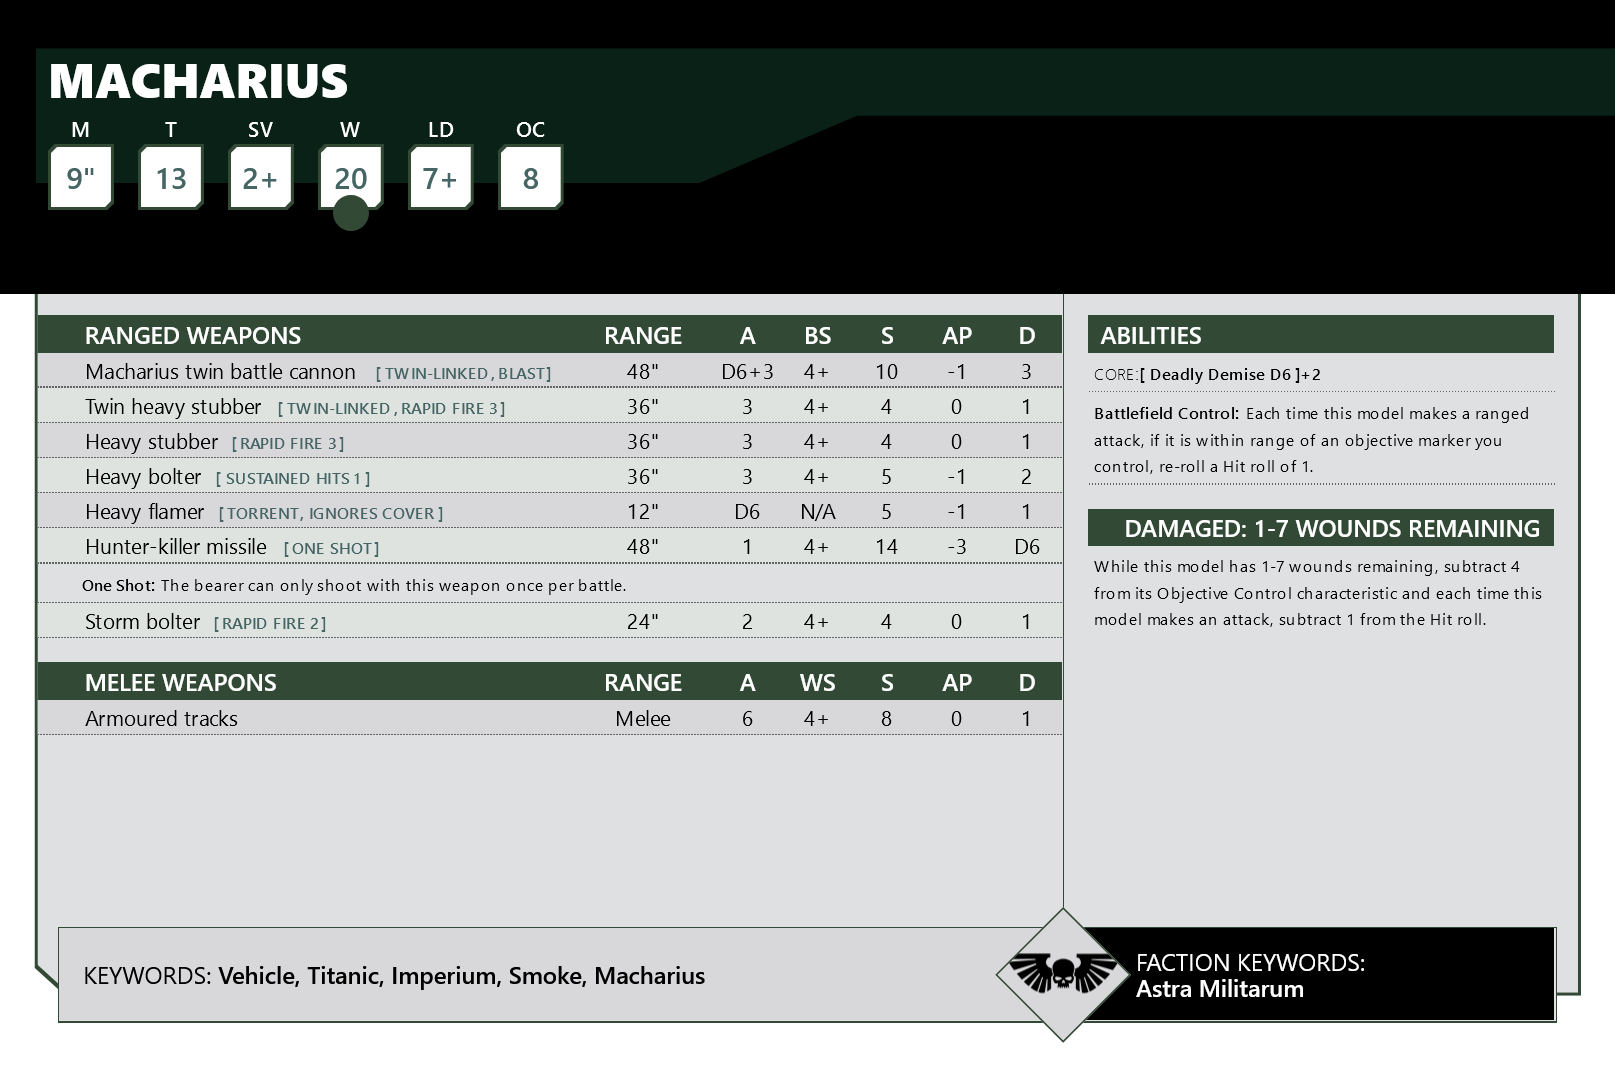 MACHARIUS
M T SV W LD OC
9" 13 2+ 20 7+ 8
RANGED WEAPONS RANGE A BS S AP D
Macharius twin battle cannon [TWIN-LINKED, BLAST] 48" D6+3 4+ 10 -1 3
Twin heavy stubber [TWIN-LINKED, RAPID FIRE 3] 36" 3 4+ 4 0 1
Heavy stubber [RAPID FIRE 3] 36" 3 4+ 4 0 1
Heavy bolter [SUSTAINED HITS 1] 36" 3 4+ 5 -1 2
Heavy flamer [TORRENT, IGNORES COVER] 12" D6 N/A 5 -1 1
Hunter-killer missile [ONE SHOT] 48" 1 4+ 14 -3 D6
One Shot: The bearer can only shoot with this weapon once per battle.
Storm bolter [RAPID FIRE 2] 24" 2 4+ 4 0 1
MELEE WEAPONS RANGE A WS S AP D
Armoured tracks Melee 6 4+ 8 0 1
ABILITIES
CORE:[ Deadly Demise D6 ]+2
Battlefield Control: Each time this model makes a ranged
attack, if it is within range of an objective marker you
control, re-roll a Hit roll of 1.
DAMAGED: 1-7 WOUNDS REMAINING
While this model has 1-7 wounds remaining, subtract 4
from its Objective Control characteristic and each time this
model makes an attack, subtract 1 from the Hit roll.
KEYWORDS: Vehicle, Titanic, Imperium, Smoke, Macharius
FACTION KEYWORDS:
Astra Militarum